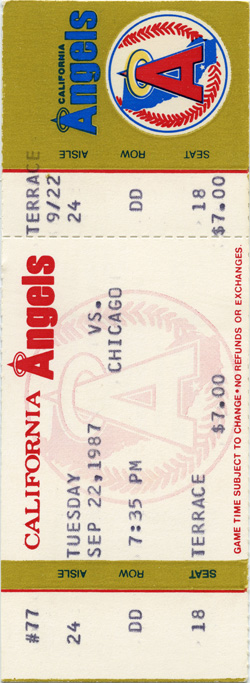 CALIFORNIA
Angels
A
TERRACE
9/22
AISLE ROW SEAT
24 DD 18
$7.00
CALIFORNIA Angels
A
TUESDAY VS.
SEP 22,1987 CHICAGO
7:35 PM
TERRACE $7.00
GAME TIME SUBJECT TO CHANGE • NO REFUNDS OR EXCHANGES.
AISLE ROW SEAT
#77
24 DD 18